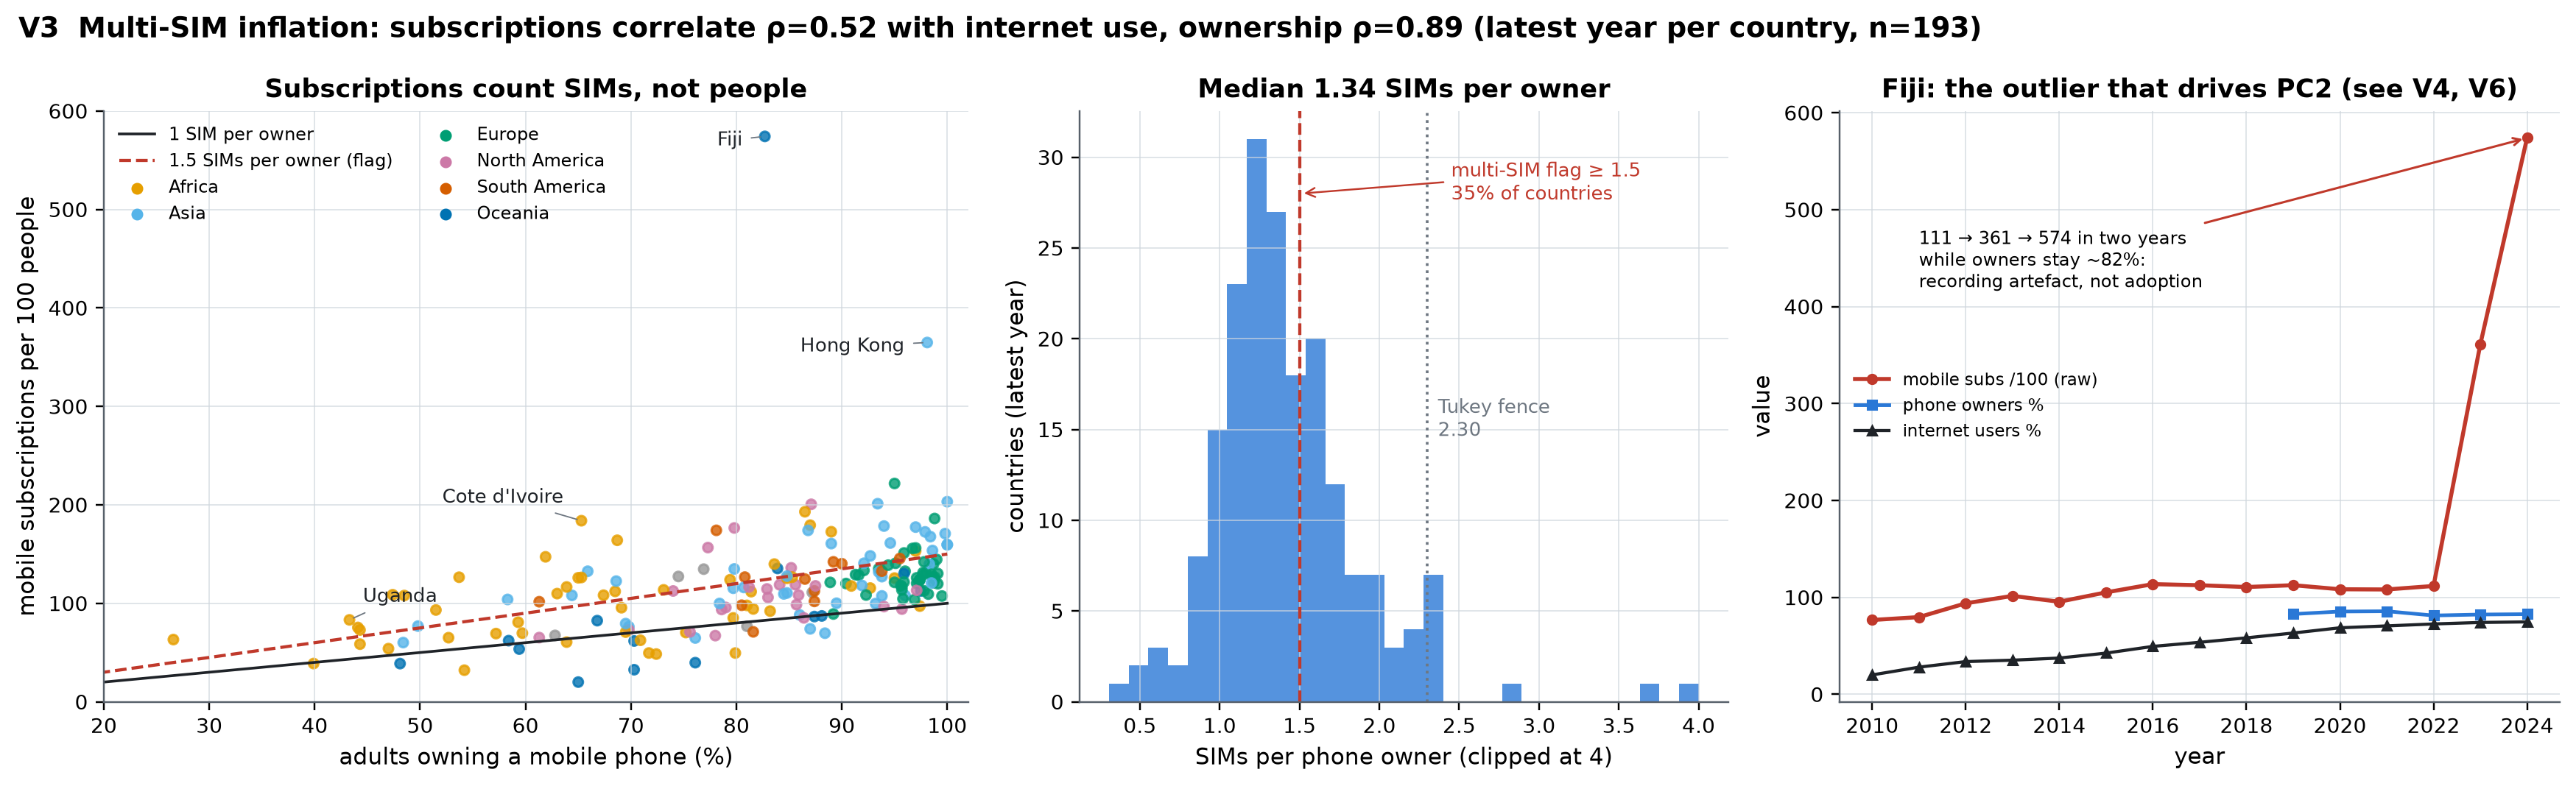 V3  Multi-SIM inflation: subscriptions correlate ρ=0.52 with internet use, ownership ρ=0.89 (latest year per country, n=193)
Subscriptions count SIMs, not people
mobile subscriptions per 100 people
600
500
400
300
200
100
0
1 SIM per owner
1.5 SIMs per owner (flag)
Africa
Asia
Europe
North America
South America
Oceania
Fiji
Hong Kong
Cote d'Ivoire
Uganda
20 30 40 50 60 70 80 90 100
adults owning a mobile phone (%)
Median 1.34 SIMs per owner
countries (latest year)
30
25
20
15
10
5
0
multi-SIM flag ≥ 1.5
35% of countries
Tukey fence
2.30
0.5 1.0 1.5 2.0 2.5 3.0 3.5 4.0
SIMs per phone owner (clipped at 4)
Fiji: the outlier that drives PC2 (see V4, V6)
value
600
500
400
300
200
100
0
111 → 361 → 574 in two years
while owners stay ~82%:
recording artefact, not adoption
mobile subs /100 (raw)
phone owners %
internet users %
2010 2012 2014 2016 2018 2020 2022 2024
year